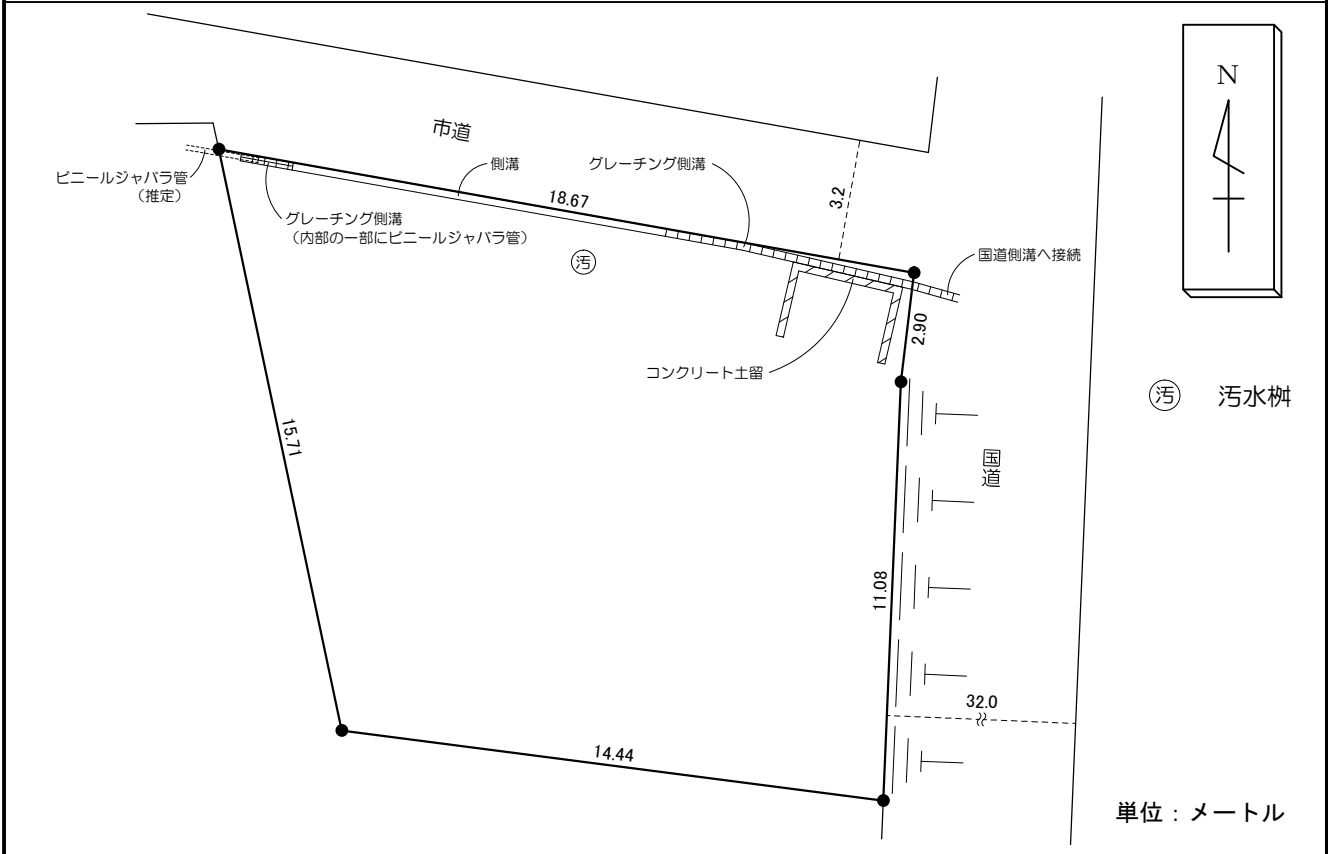 N
市道
ビニールジャバラ管
（推定）
側溝
グレーチング側溝
18.67
3.2
グレーチング側溝
（内部の一部にビニールジャバラ管）
国道側溝へ接続
汚
2.90
コンクリート土留
汚 汚水桝
15.71
国道
11.08
32.0
14.44
単位：メートル